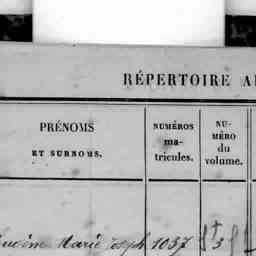 RÉPERTOIRE A
PRÉNOMS
ET SURNOMS.
NUMÉROS
ma-
tricules.
NU-
MÉRO
du
volume.
Marie Joseph 1037